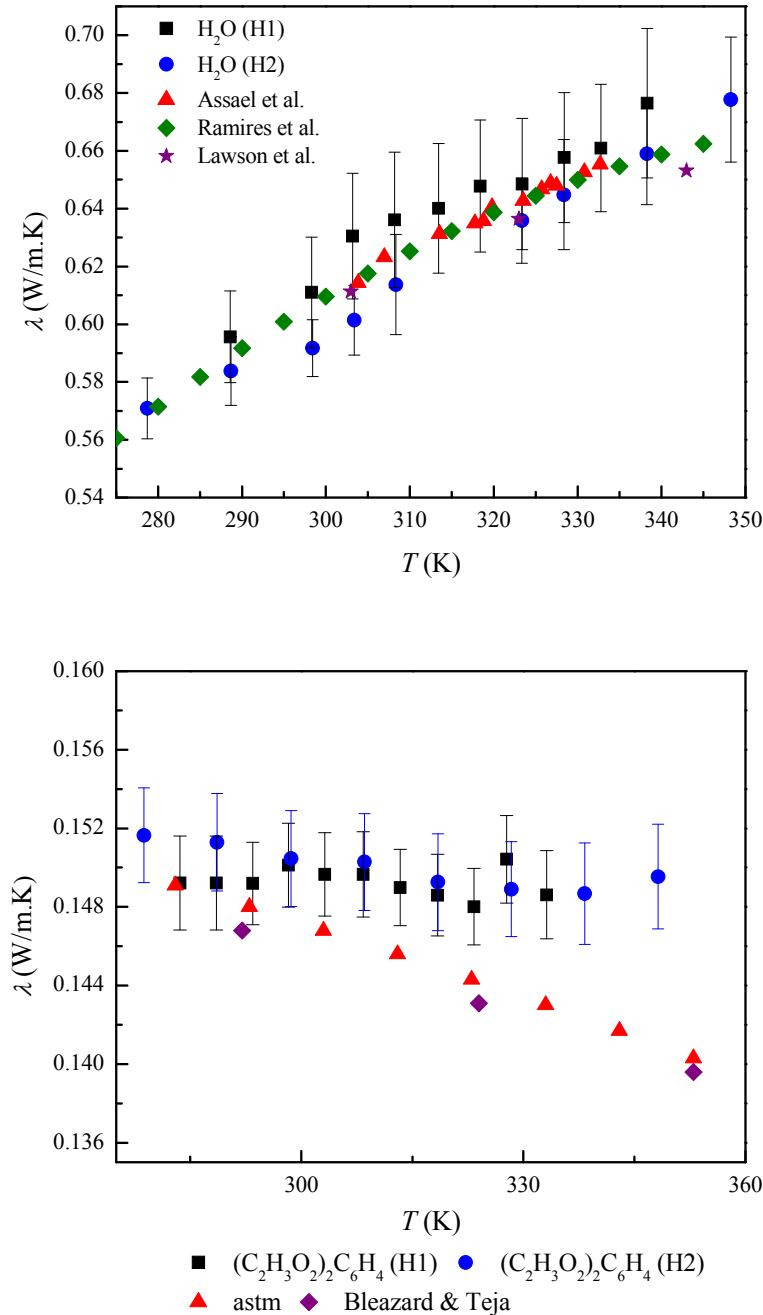 0.70
0.68
0.66
0.64
0.62
0.60
0.58
0.56
0.54
λ (W/m.K)
H₂O (H1)
H₂O (H2)
Assael et al.
Ramires et al.
Lawson et al.
280 290 300 310 320 330 340 350
T (K)
0.160
0.156
0.152
0.148
0.144
0.140
0.136
λ (W/m.K)
300 330 360
T (K)
(C₂H₃O₂)₂C₆H₄ (H1) (C₂H₃O₂)₂C₆H₄ (H2)
astm Bleazard & Teja